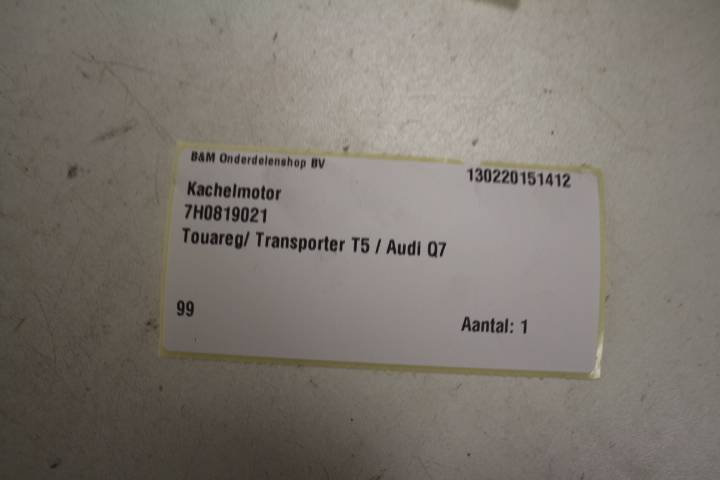 B&M Onderdelenshop BV
130220151412
Kachelmotor
7H0819021
Touareg/ Transporter T5 / Audi Q7
99
Aantal: 1